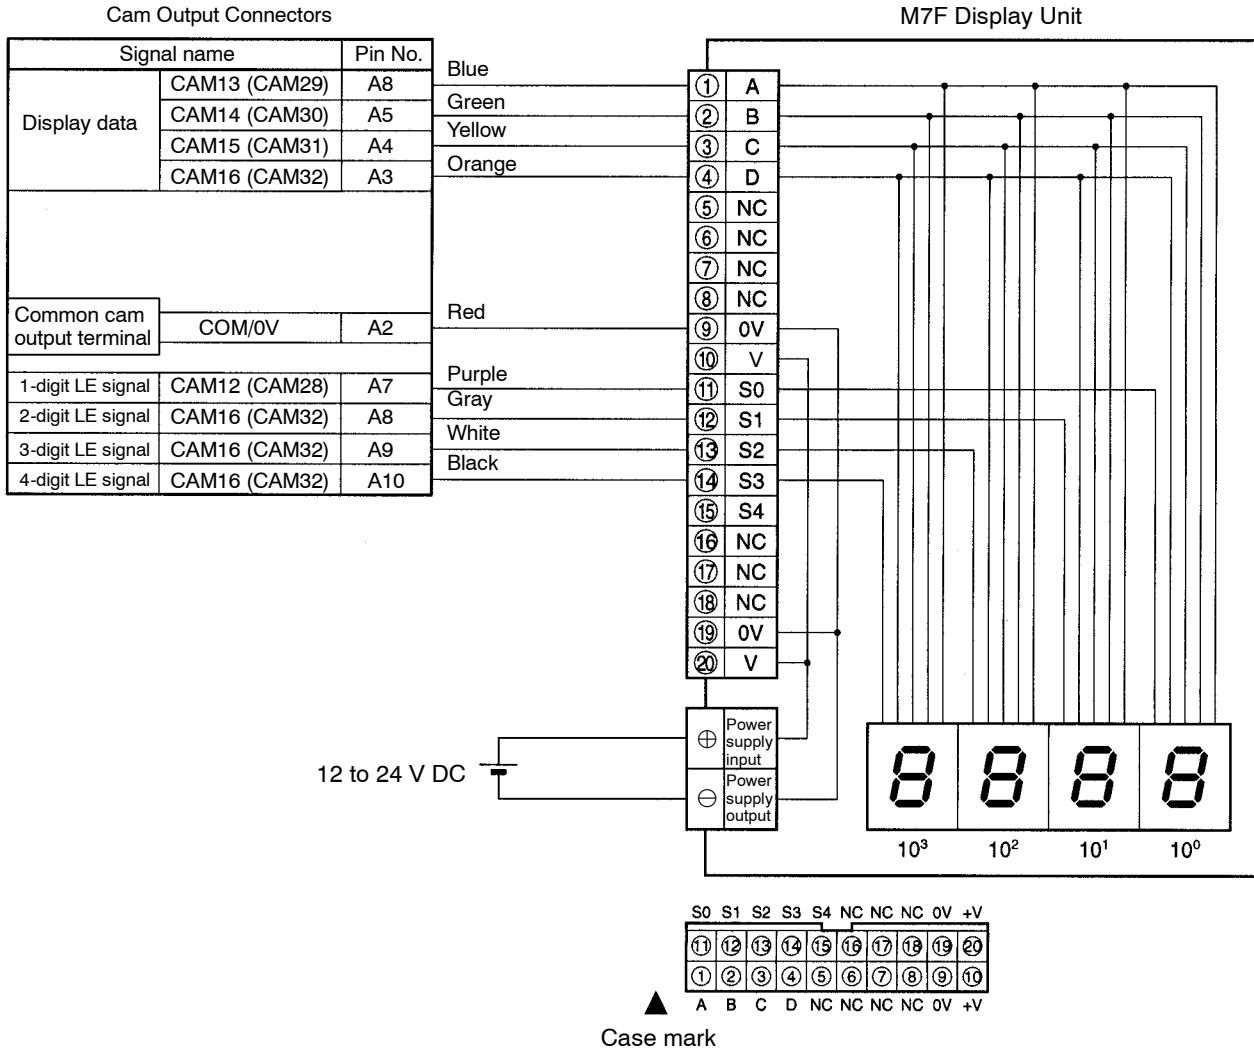 Cam Output Connectors
M7F Display Unit
Signal name Pin No.
Display data
CAM13 (CAM29) A8
CAM14 (CAM30) A5
CAM15 (CAM31) A4
CAM16 (CAM32) A3
Common cam
output terminal
COM/0V A2
1-digit LE signal CAM12 (CAM28) A7
2-digit LE signal CAM16 (CAM32) A8
3-digit LE signal CAM16 (CAM32) A9
4-digit LE signal CAM16 (CAM32) A10
Blue
Green
Yellow
Orange
Red
Purple
Gray
White
Black
① A
② B
③ C
④ D
⑤ NC
⑥ NC
⑦ NC
⑧ NC
⑨ 0V
⑩ V
⑪ S0
⑫ S1
⑬ S2
⑭ S3
⑮ S4
⑯ NC
⑰ NC
⑱ NC
⑲ 0V
⑳ V
⊕ Power
supply
input
⊖ Power
supply
output
12 to 24 V DC
8 8 8 8
10³ 10² 10¹ 10⁰
S0 S1 S2 S3 S4 NC NC NC 0V +V
⑪ ⑫ ⑬ ⑭ ⑮ ⑯ ⑰ ⑱ ⑲ ⑳
① ② ③ ④ ⑤ ⑥ ⑦ ⑧ ⑨ ⑩
A B C D NC NC NC NC 0V +V
Case mark